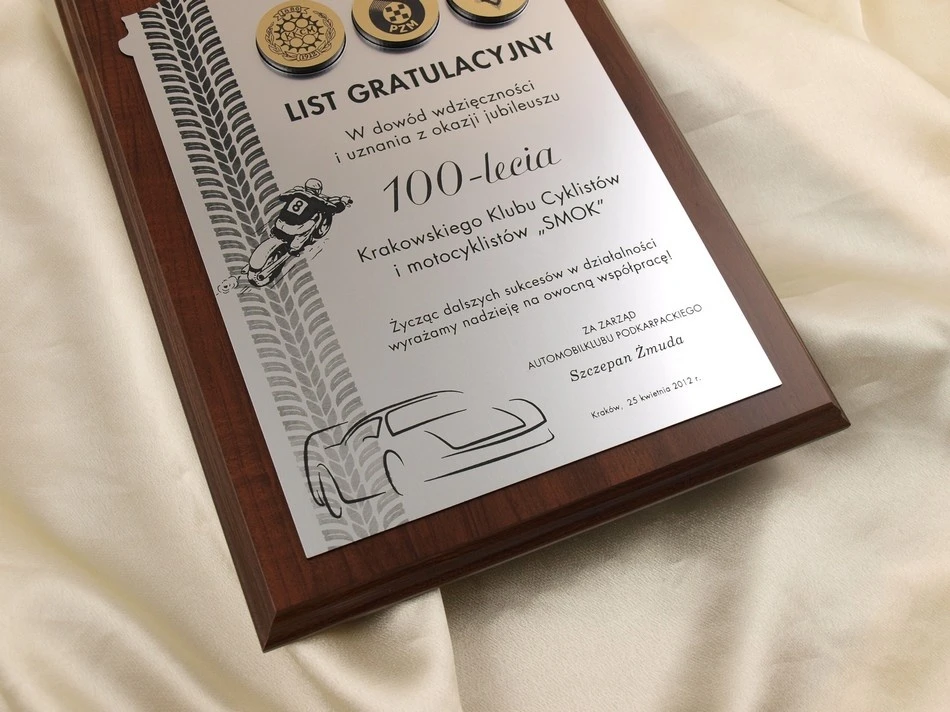 PZM
LIST GRATULACYJNY
W dowód wdzięczności
i uznania z okazji jubileuszu
100-lecia
Krakowskiego Klubu Cyklistów
i motocyklistów „SMOK”
8
Życząc dalszych sukcesów w działalności
wyrażamy nadzieję na owocną współpracę!
ZA ZARZĄD
AUTOMOBILKLUBU PODKARPACKIEGO
Szczepan Żmuda
Kraków, 25 kwietnia 2012 r.